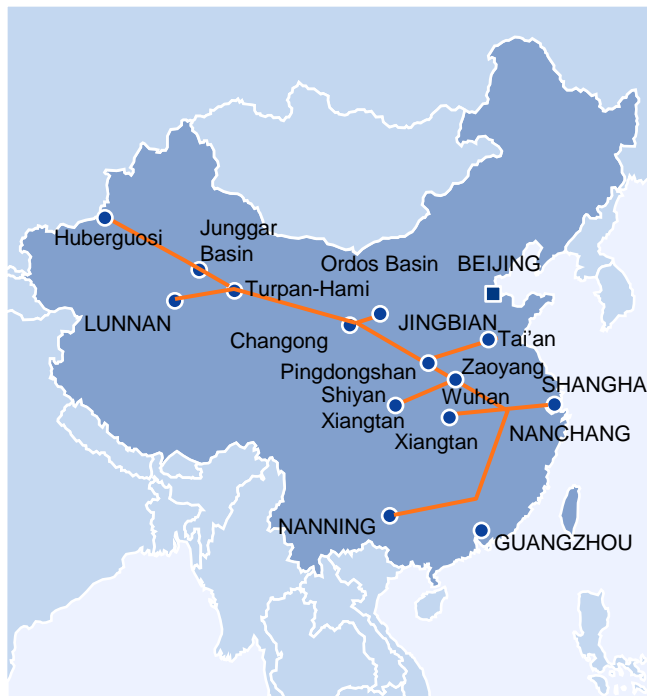 Huberguosi
Junggar
Basin
Turpan-Hami
LUNNAN
Ordos Basin
BEIJING
Changong
JINGBIAN
Tai'an
Pingdongshan
Zaoyang
Shiyan
Wuhan
SHANGHA
Xiangtan
Xiangtan
NANCHANG
NANNING
GUANGZHOU